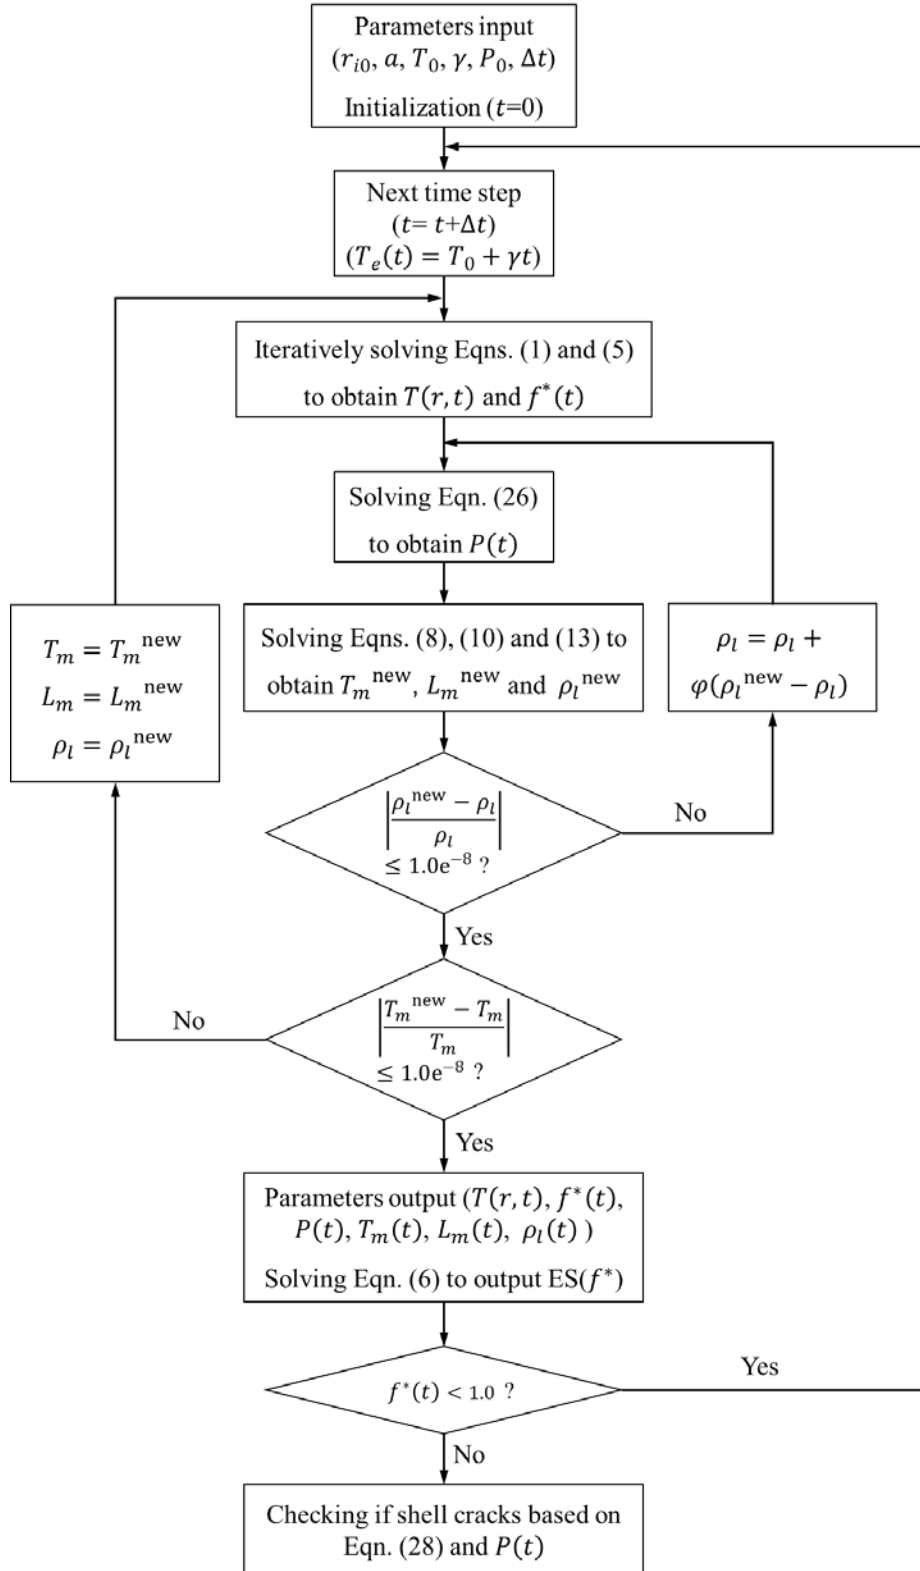 Parameters input
(r_{i0}, a, T_0, γ, P_0, Δt)
Initialization (t=0)
Next time step
(t= t+Δt)
(T_e(t) = T_0 + γt)
Iteratively solving Eqns. (1) and (5)
to obtain T(r, t) and f^*(t)
Solving Eqn. (26)
to obtain P(t)
Solving Eqns. (8), (10) and (13) to
obtain T_m^{new}, L_m^{new} and ρ_l^{new}
T_m = T_m^{new}
L_m = L_m^{new}
ρ_l = ρ_l^{new}
ρ_l = ρ_l +
φ(ρ_l^{new} − ρ_l)
|(ρ_l^{new} − ρ_l)/ρ_l|
≤ 1.0e^{−8} ?
No
Yes
|(T_m^{new} − T_m)/T_m|
≤ 1.0e^{−8} ?
No
Yes
Parameters output (T(r, t), f^*(t),
P(t), T_m(t), L_m(t), ρ_l(t) )
Solving Eqn. (6) to output ES(f^*)
f^*(t) < 1.0 ?
Yes
No
Checking if shell cracks based on
Eqn. (28) and P(t)